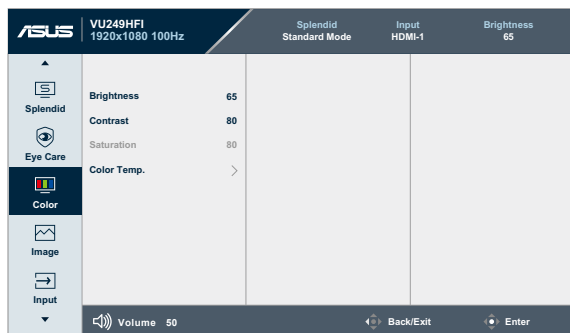 ASUS
VU249HFI
1920x1080 100Hz
Splendid
Standard Mode
Input
HDMI-1
Brightness
65
Splendid
Eye Care
Color
Image
Input
Brightness 65
Contrast 80
Saturation 80
Color Temp.
Volume 50
Back/Exit
Enter